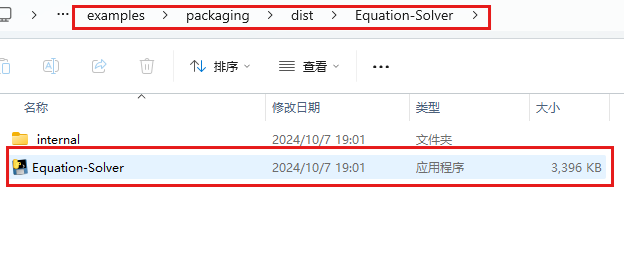 … examples > packaging > dist > Equation-Solver >
排序 查看 •••
名称 修改日期 类型 大小
internal 2024/10/7 19:01 文件夹
Equation-Solver 2024/10/7 19:01 应用程序 3,396 KB